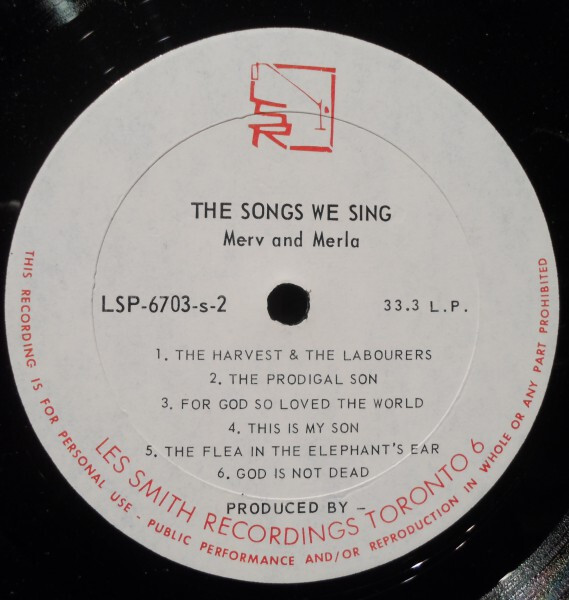 LSR
THE SONGS WE SING
Merv and Merla
LSP-6703-s-2
33.3 L.P.
1. THE HARVEST & THE LABOURERS
2. THE PRODIGAL SON
3. FOR GOD SO LOVED THE WORLD
4. THIS IS MY SON
5. THE FLEA IN THE ELEPHANT'S EAR
6. GOD IS NOT DEAD
PRODUCED BY -
LES SMITH RECORDINGS TORONTO 6
THIS RECORDING IS FOR PERSONAL USE - PUBLIC PERFORMANCE AND/OR REPRODUCTION IN WHOLE OR ANY PART PROHIBITED